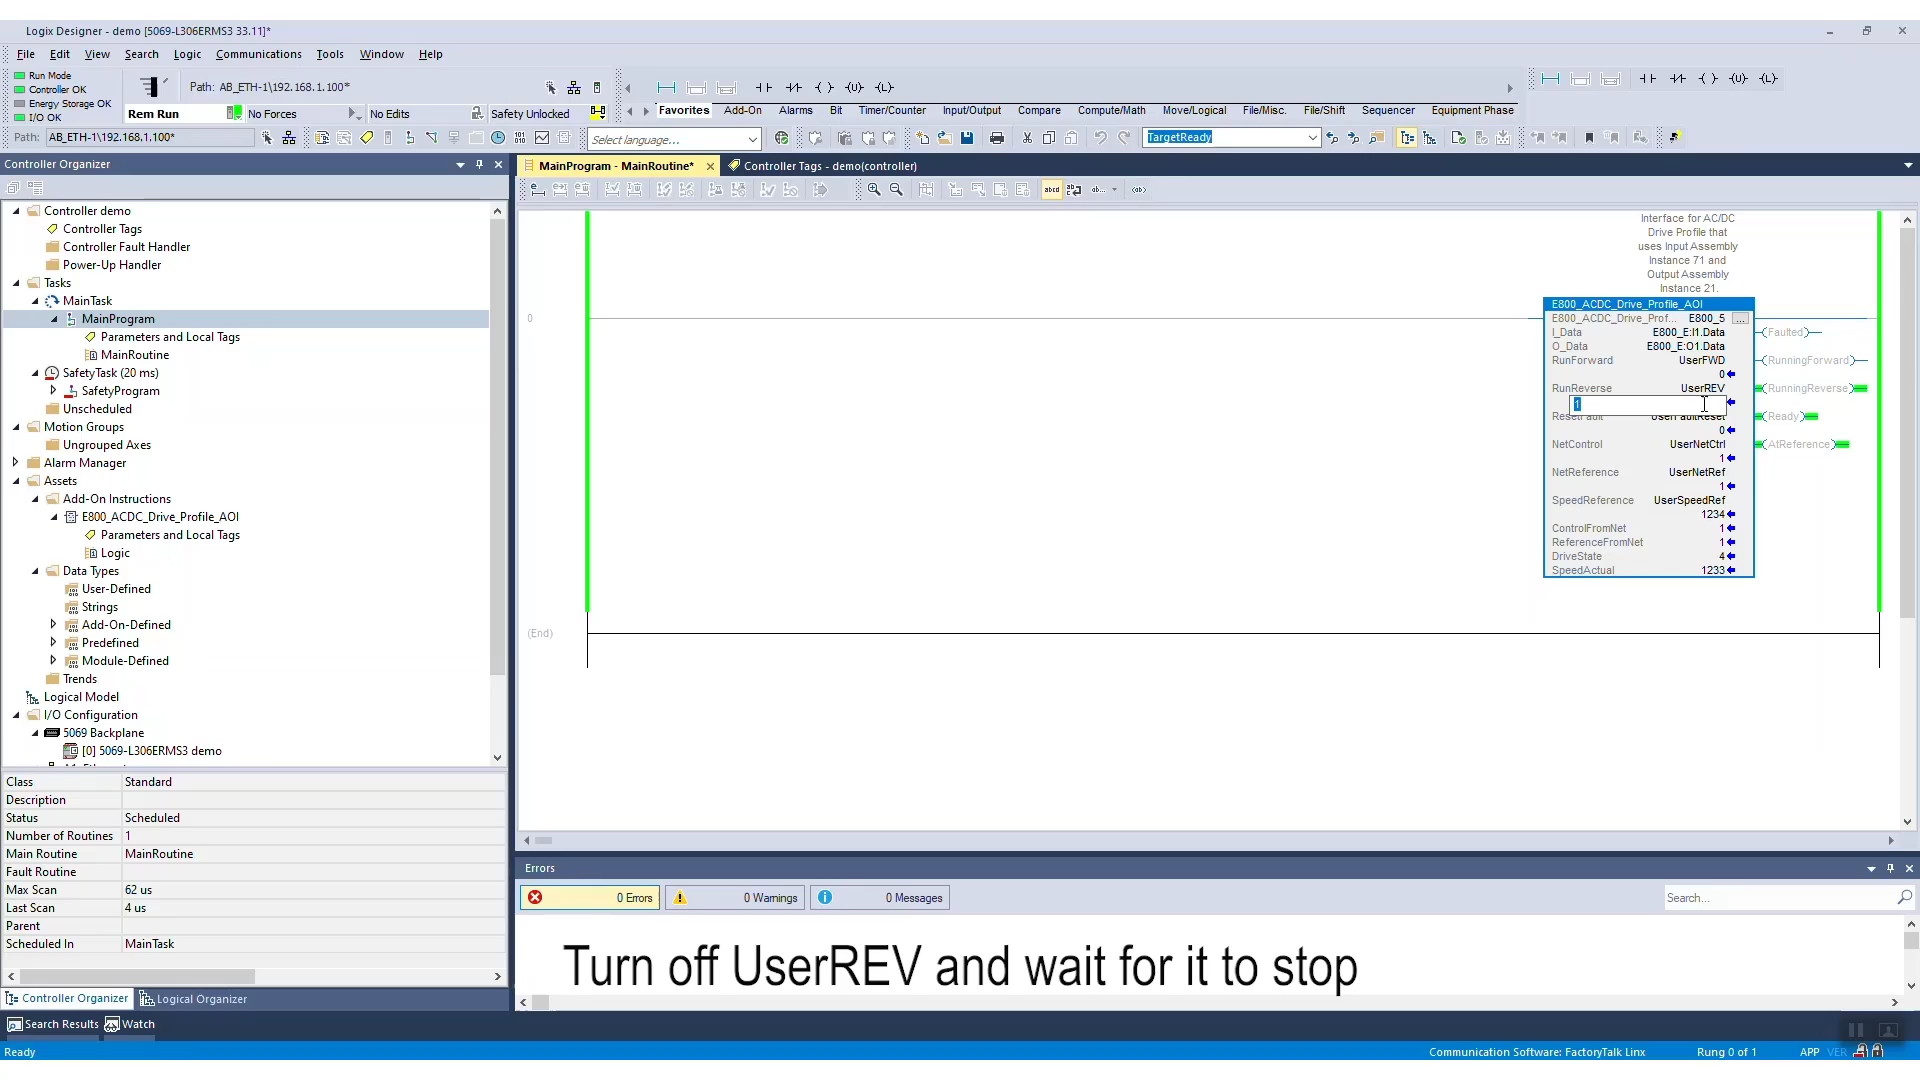 Logix Designer - demo [5069-L306ERMS3 33.11]*
File Edit View Search Logic Communications Tools Window Help
Run Mode
Controller OK
Energy Storage OK
I/O OK
Path: AB_ETH-1\192.168.1.100*
Rem Run No Forces No Edits Safety Unlocked
Favorites Add-On Alarms Bit Timer/Counter Input/Output Compare Compute/Math Move/Logical File/Misc. File/Shift Sequencer Equipment Phase
Path: AB_ETH-1\192.168.1.100*
Select language...
TargetReady
Controller Organizer
MainProgram - MainRoutine*
Controller Tags - demo(controller)
Controller demo
Controller Tags
Controller Fault Handler
Power-Up Handler
Tasks
MainTask
MainProgram
Parameters and Local Tags
MainRoutine
SafetyTask (20 ms)
SafetyProgram
Unscheduled
Motion Groups
Ungrouped Axes
Alarm Manager
Assets
Add-On Instructions
E800_ACDC_Drive_Profile_AOI
Parameters and Local Tags
Logic
Data Types
User-Defined
Strings
Add-On-Defined
Predefined
Module-Defined
Trends
Logical Model
I/O Configuration
5069 Backplane
[0] 5069-L306ERMS3 demo
Class Standard
Description
Status Scheduled
Number of Routines 1
Main Routine MainRoutine
Fault Routine
Max Scan 62 us
Last Scan 4 us
Parent
Scheduled In MainTask
Controller Organizer Logical Organizer
Interface for AC/DC
Drive Profile that
uses Input Assembly
Instance 71 and
Output Assembly
Instance 21.
0
E800_ACDC_Drive_Profile_AOI
E800_ACDC_Drive_Prof... E800_5 ...
I_Data E800_E:I1.Data
O_Data E800_E:O1.Data
RunForward UserFWD
0
RunReverse UserREV
1
ResetFault UserFaultReset
0
NetControl UserNetCtrl
1
NetReference UserNetRef
1
SpeedReference UserSpeedRef
1234
ControlFromNet 1
ReferenceFromNet 1
DriveState 4
SpeedActual 1233
Faulted
RunningForward
RunningReverse
Ready
AtReference
(End)
Errors
0 Errors
0 Warnings
0 Messages
Search...
Turn off UserREV and wait for it to stop
Search Results Watch
Ready
Communication Software: FactoryTalk Linx
Rung 0 of 1
APP VER